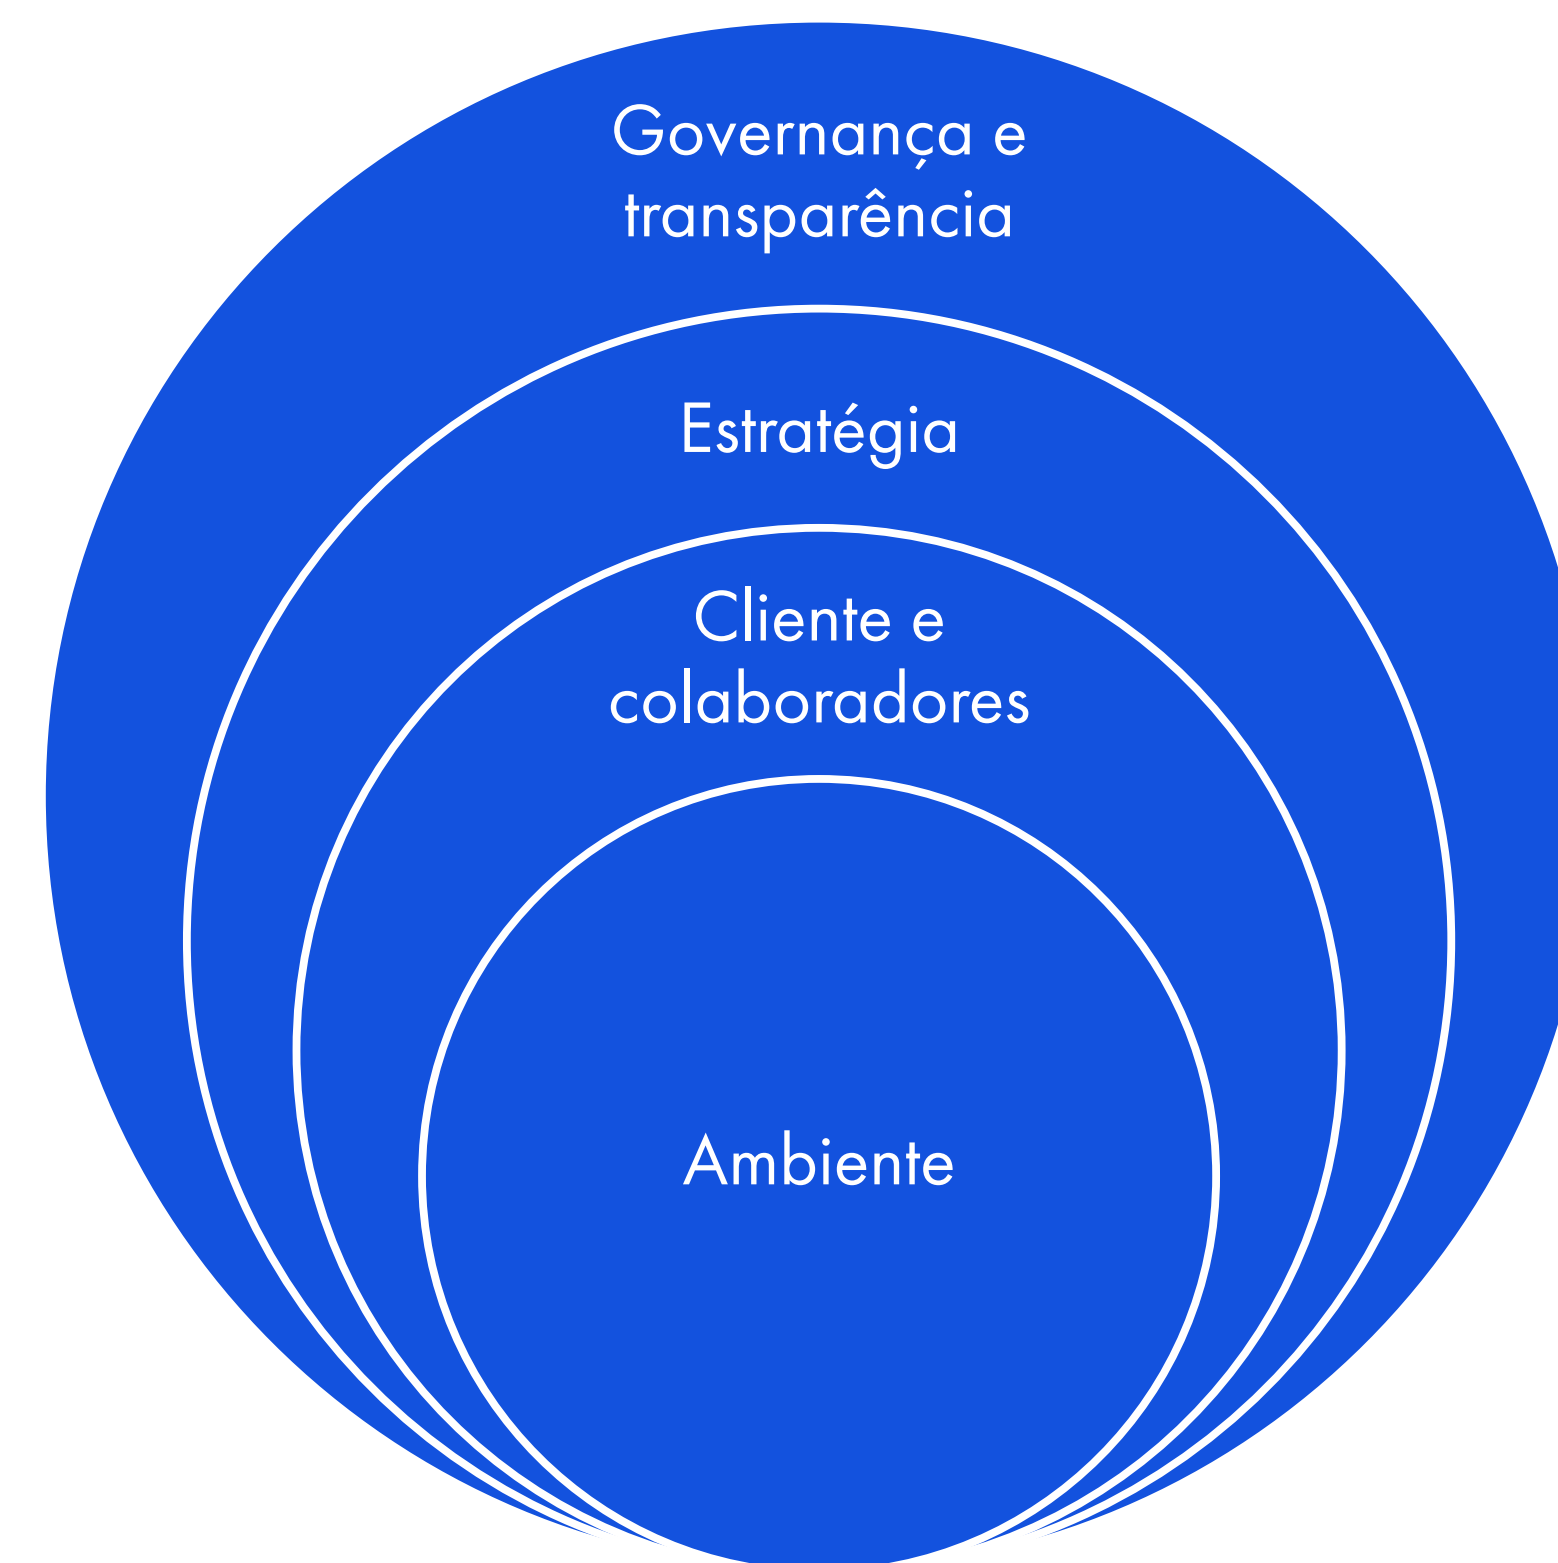 Governança e
transparência
Estratégia
Cliente e
colaboradores
Ambiente